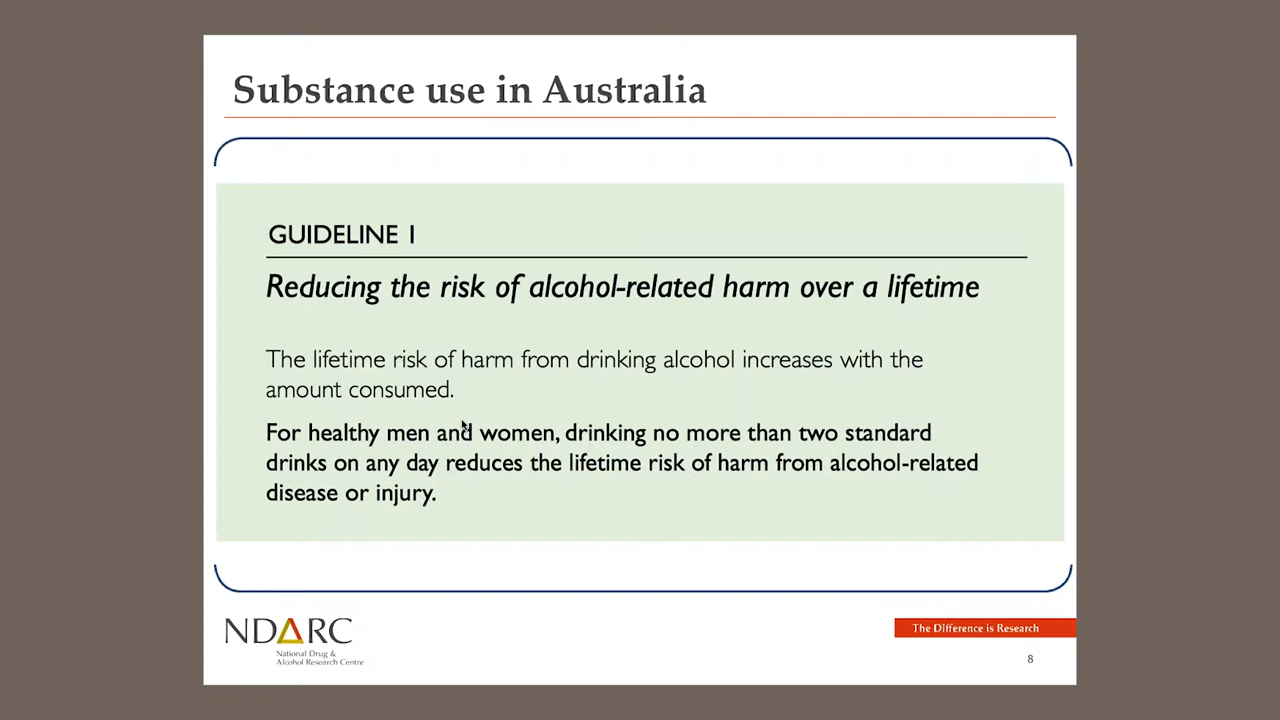 Substance use in Australia
GUIDELINE 1
Reducing the risk of alcohol-related harm over a lifetime
The lifetime risk of harm from drinking alcohol increases with the
amount consumed.
For healthy men and women, drinking no more than two standard
drinks on any day reduces the lifetime risk of harm from alcohol-related
disease or injury.
NDARC
National Drug &
Alcohol Research Centre
The Difference is Research
8